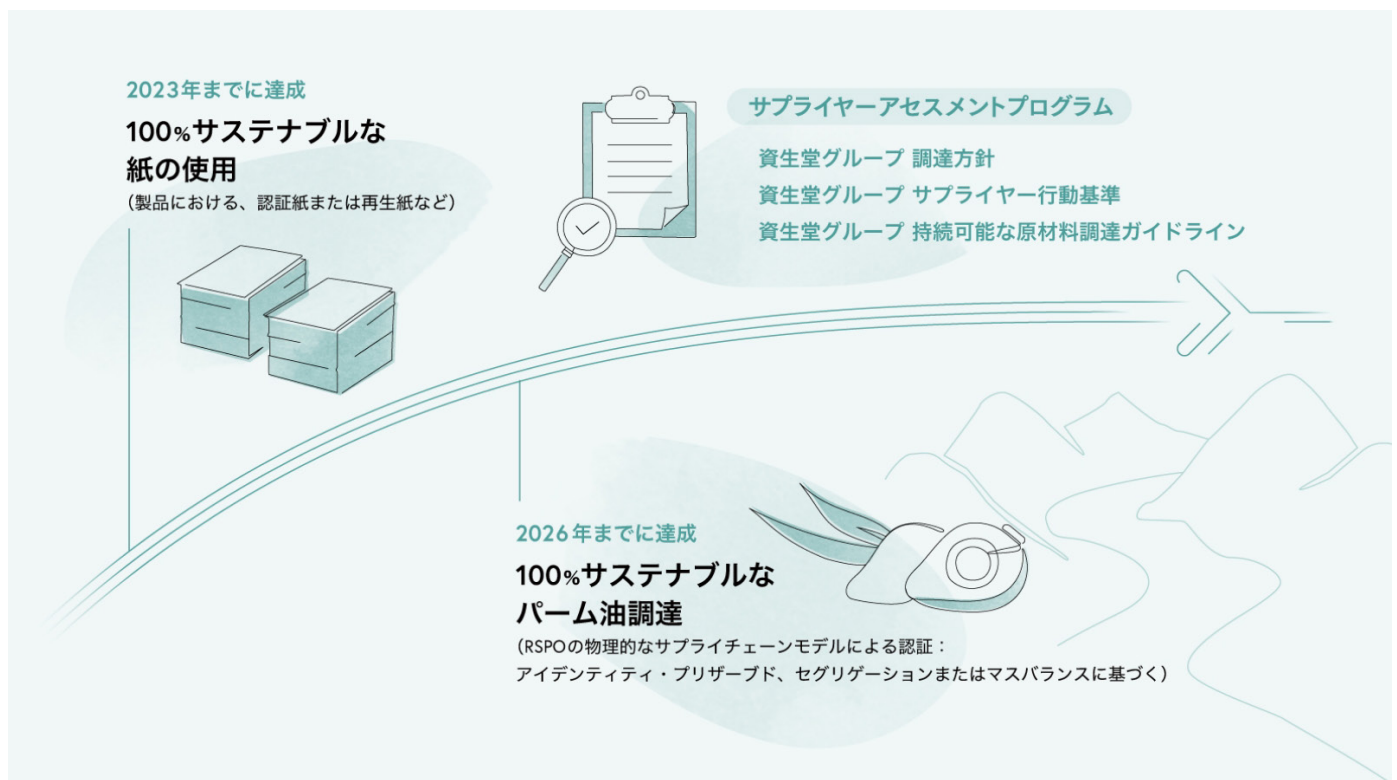 2023年までに達成
100%サステナブルな
紙の使用
（製品における、認証紙または再生紙など）
サプライヤーアセスメントプログラム
資生堂グループ 調達方針
資生堂グループ サプライヤー行動基準
資生堂グループ 持続可能な原材料調達ガイドライン
2026年までに達成
100%サステナブルな
パーム油調達
（RSPOの物理的なサプライチェーンモデルによる認証：
アイデンティティ・プリザーブド、セグリゲーションまたはマスバランスに基づく）